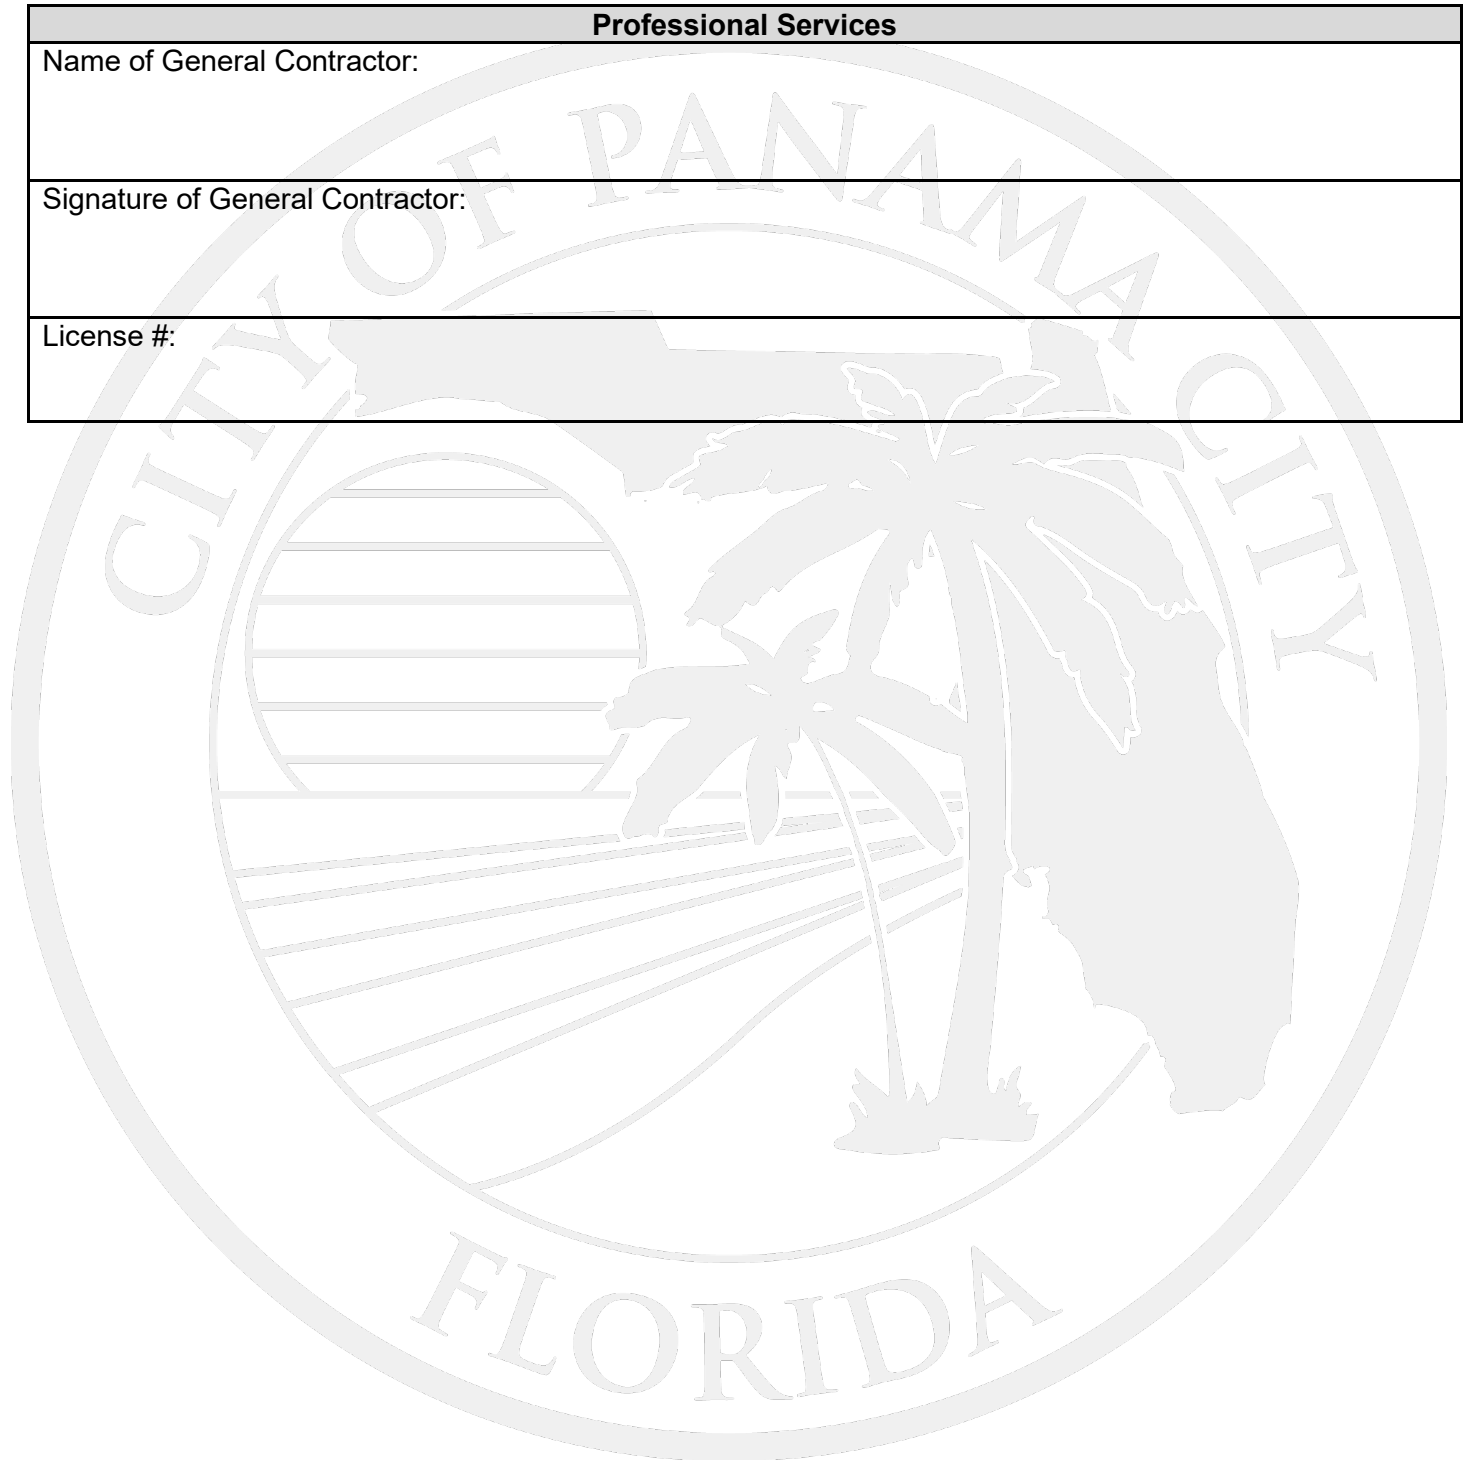 Professional Services
Name of General Contractor:
Signature of General Contractor:
License #:
CITY OF PANAMA CITY
FLORIDA